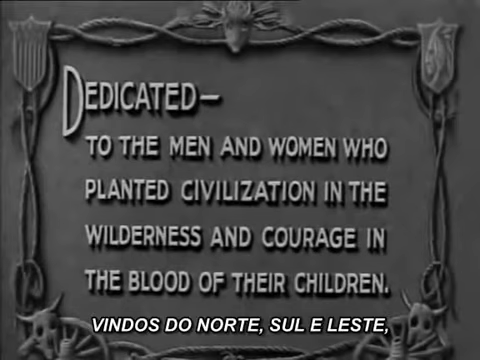 DEDICATED—
TO THE MEN AND WOMEN WHO
PLANTED CIVILIZATION IN THE
WILDERNESS AND COURAGE IN
THE BLOOD OF THEIR CHILDREN.
VINDOS DO NORTE, SUL E LESTE,